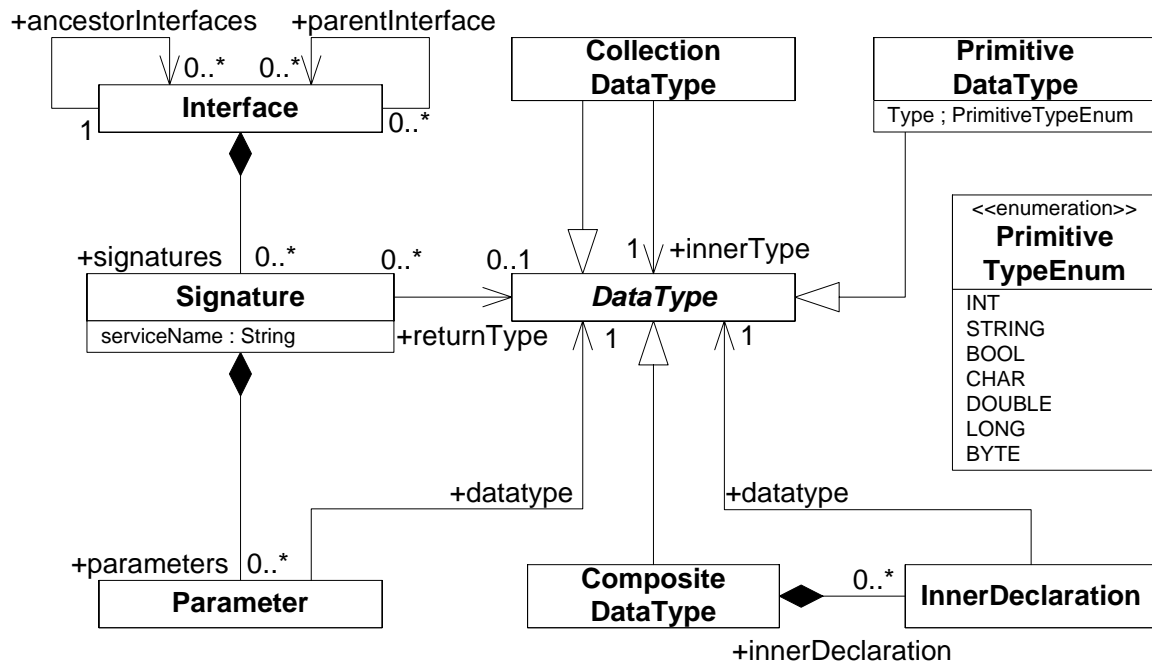 +ancestorInterfaces
+parentInterface
0..*
0..*
Interface
1
0..*
Collection
DataType
Primitive
DataType
Type ; PrimitiveTypeEnum
<<enumeration>>
Primitive
TypeEnum
INT
STRING
BOOL
CHAR
DOUBLE
LONG
BYTE
+signatures
0..*
0..*
0..1
1
+innerType
Signature
serviceName : String
+returnType
DataType
1
1
+datatype
+datatype
+parameters
0..*
Parameter
Composite
DataType
0..*
InnerDeclaration
+innerDeclaration